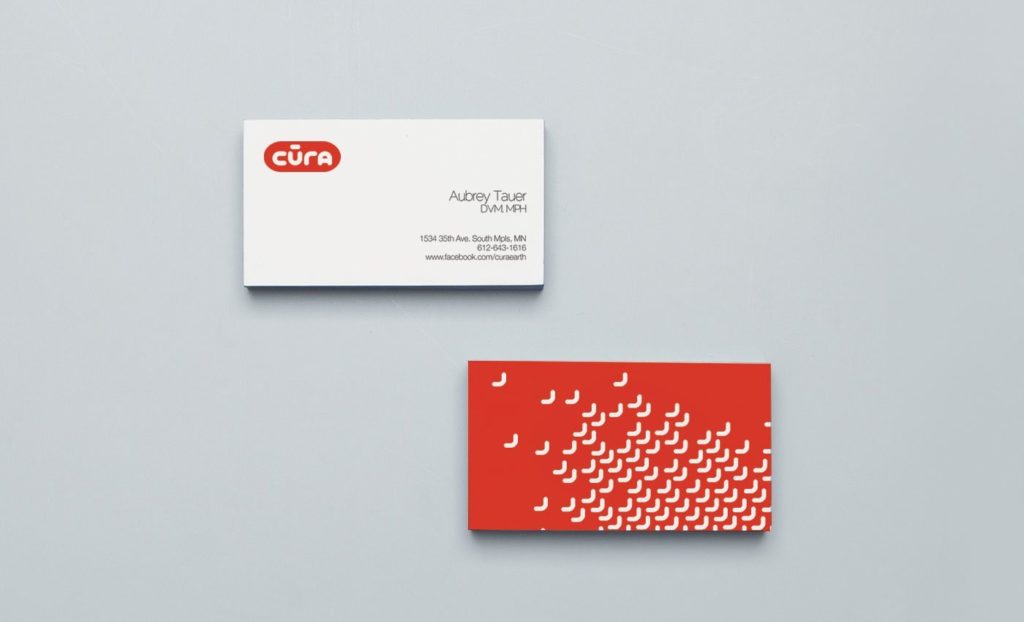 cūrA
Aubrey Tauer
DVM, MPH
1534 35th Ave. South Mpls, MN
612-643-1616
www.facebook.com/curaearth